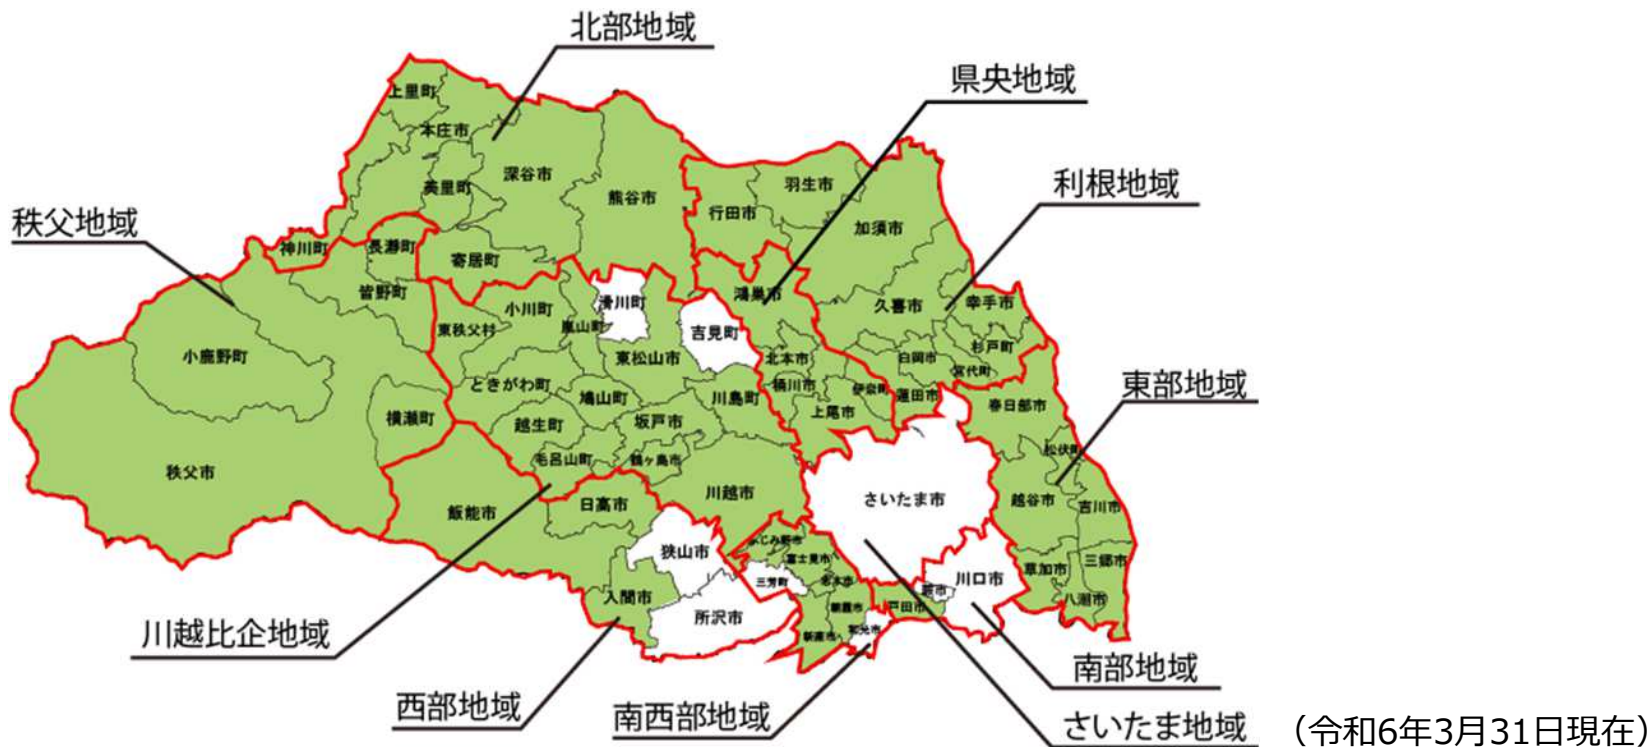 北部地域
県央地域
利根地域
秩父地域
東部地域
川越比企地域
西部地域
南西部地域
南部地域
さいたま地域
(令和6年3月31日現在)
上里町
本庄市
美里町
深谷市
熊谷市
神川町
長瀞町
寄居町
皆野町
小鹿野町
秩父市
横瀬町
東秩父村
小川町
嵐山町
滑川町
吉見町
東松山市
ときがわ町
鳩山町
川島町
越生町
坂戸市
毛呂山町
鶴ヶ島市
川越市
行田市
羽生市
加須市
鴻巣市
久喜市
幸手市
北本市
白岡市
杉戸町
宮代町
桶川市
伊奈町
蓮田市
上尾市
春日部市
松伏町
さいたま市
越谷市
吉川市
飯能市
日高市
狭山市
入間市
所沢市
ふじみ野市
富士見市
三芳町
志木市
朝霞市
新座市
和光市
戸田市
蕨市
川口市
草加市
三郷市
八潮市